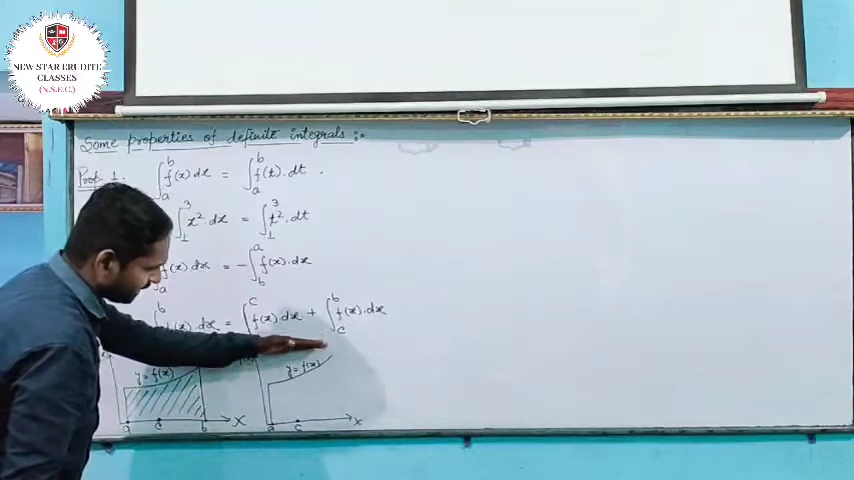 NEW STAR ERUDITE
CLASSES
(N.S.E.C.)
Some properties of definite integrals :-
Prop. 1. ∫_a^b f(x) dx = ∫_a^b f(t). dt .
∫_1^3 x². dx = ∫_1^3 t². dt
f(x). dx = - ∫_b^a f(x). dx
∫^b f(x). dx = ∫^c f(x) dx + ∫_c^b f(x). dx
y = f(x) y = f(x)
a c b X a c X